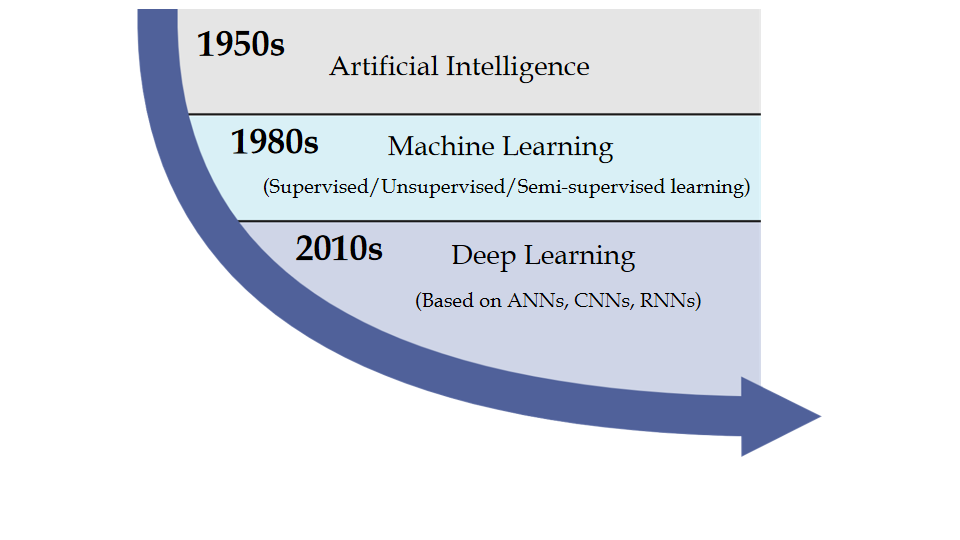 1950s
Artificial Intelligence
1980s
Machine Learning
(Supervised/Unsupervised/Semi-supervised learning)
2010s
Deep Learning
(Based on ANNs, CNNs, RNNs)